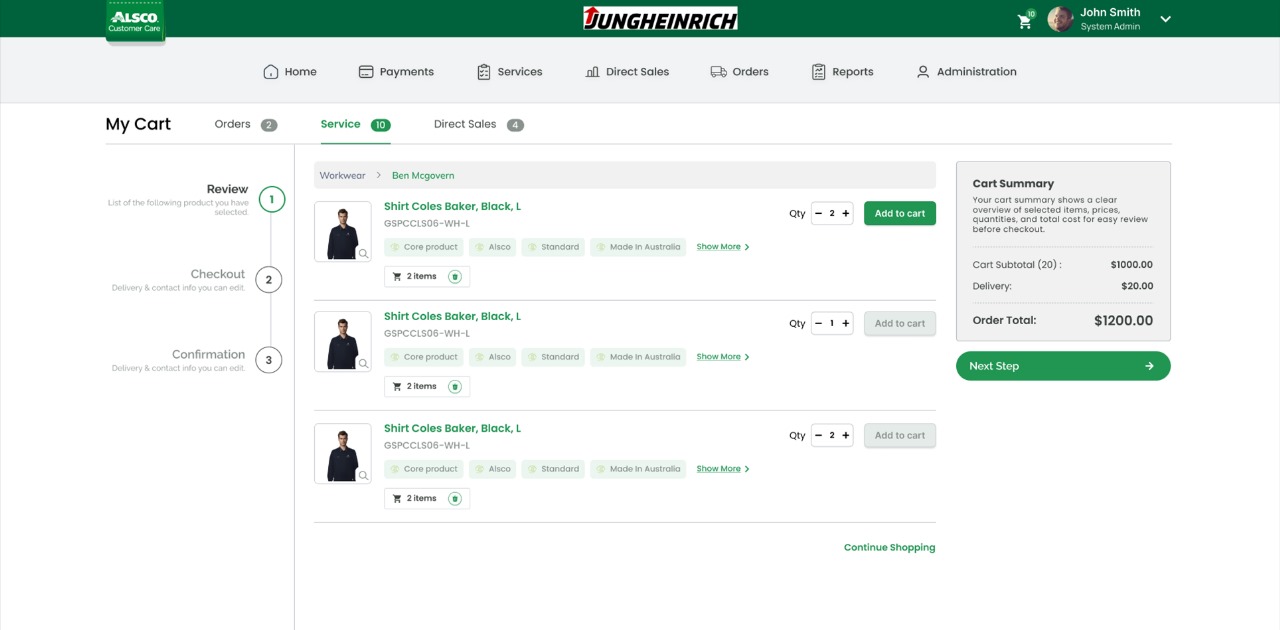 ALSCO
Customer Care
JUNGHEINRICH
10
John Smith
System Admin
Home
Payments
Services
Direct Sales
Orders
Reports
Administration
My Cart
Orders 2
Service 10
Direct Sales 4
Review
List of the following product you have
selected.
1
Checkout
Delivery & contact info you can edit.
2
Confirmation
Delivery & contact info you can edit.
3
Workwear > Ben Mcgovern
Shirt Coles Baker, Black, L
GSPCCLS06-WH-L
Core product
Alsco
Standard
Made In Australia
Show More >
2 items
Qty − 2 +
Add to cart
Shirt Coles Baker, Black, L
GSPCCLS06-WH-L
Core product
Alsco
Standard
Made In Australia
Show More >
2 items
Qty − 1 +
Add to cart
Shirt Coles Baker, Black, L
GSPCCLS06-WH-L
Core product
Alsco
Standard
Made In Australia
Show More >
2 items
Qty − 2 +
Add to cart
Continue Shopping
Cart Summary
Your cart summary shows a clear
overview of selected items, prices,
quantities, and total cost for easy review
before checkout.
Cart Subtotal (20) : $1000.00
Delivery: $20.00
Order Total: $1200.00
Next Step →